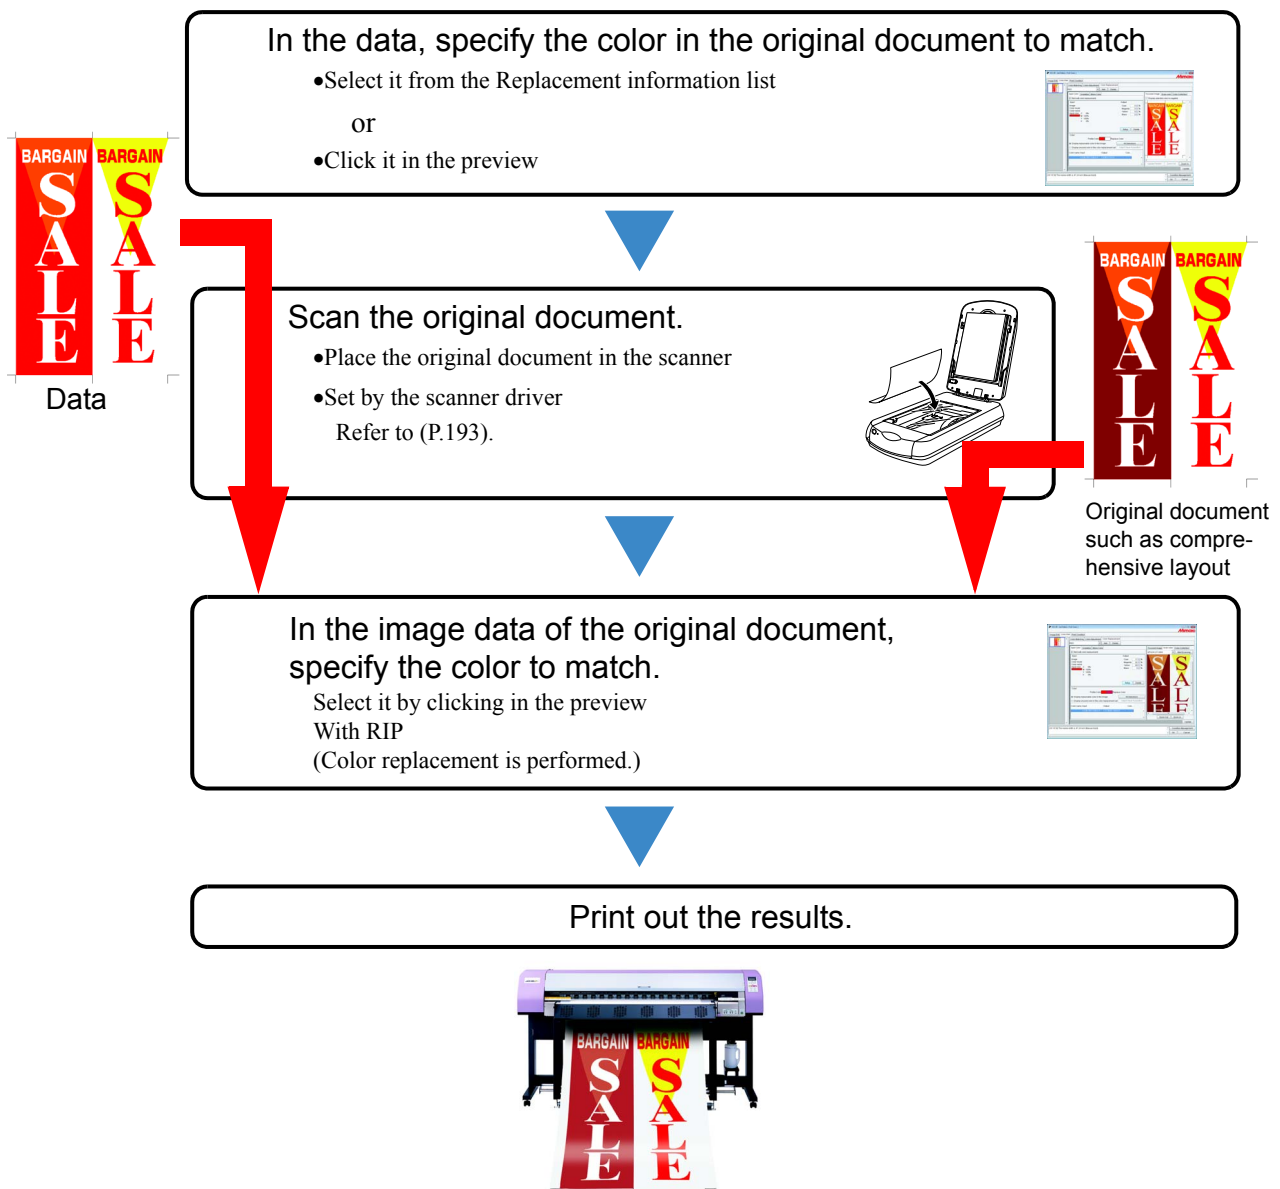 In the data, specify the color in the original document to match.
•Select it from the Replacement information list
or
•Click it in the preview
Mimaki
BARGAIN BARGAIN
SALE SALE
Data
Scan the original document.
•Place the original document in the scanner
•Set by the scanner driver
Refer to (P.193).
BARGAIN BARGAIN
SALE SALE
Original document
such as compre-
hensive layout
In the image data of the original document,
specify the color to match.
Select it by clicking in the preview
With RIP
(Color replacement is performed.)
Mimaki
Print out the results.
BARGAIN BARGAIN
SALE SALE